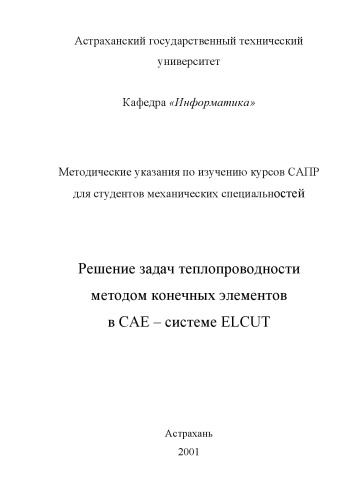 Астраханский государственный технический
университет
Кафедра «Информатика»
Методические указания по изучению курсов САПР
для студентов механических специальностей
Решение задач теплопроводности
методом конечных элементов
в CAE – системе ELCUT
Астрахань
2001